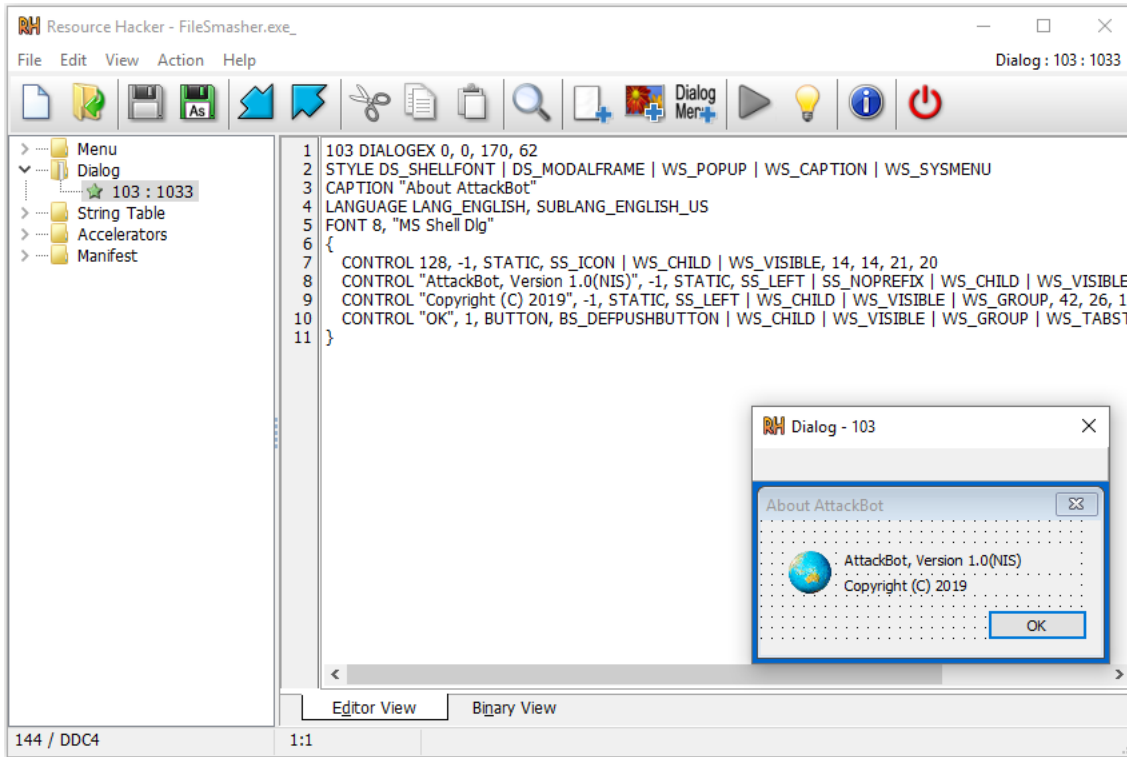 Resource Hacker - FileSmasher.exe_
File Edit View Action Help
Dialog : 103 : 1033
As
Dialog
Menu
Menu
Dialog
103 : 1033
String Table
Accelerators
Manifest
1 103 DIALOGEX 0, 0, 170, 62
2 STYLE DS_SHELLFONT | DS_MODALFRAME | WS_POPUP | WS_CAPTION | WS_SYSMENU
3 CAPTION "About AttackBot"
4 LANGUAGE LANG_ENGLISH, SUBLANG_ENGLISH_US
5 FONT 8, "MS Shell Dlg"
6 {
7 CONTROL 128, -1, STATIC, SS_ICON | WS_CHILD | WS_VISIBLE, 14, 14, 21, 20
8 CONTROL "AttackBot, Version 1.0(NIS)", -1, STATIC, SS_LEFT | SS_NOPREFIX | WS_CHILD | WS_VISIBLE
9 CONTROL "Copyright (C) 2019", -1, STATIC, SS_LEFT | WS_CHILD | WS_VISIBLE | WS_GROUP, 42, 26, 1
10 CONTROL "OK", 1, BUTTON, BS_DEFPUSHBUTTON | WS_CHILD | WS_VISIBLE | WS_GROUP | WS_TABST
11 }
RH Dialog - 103
About AttackBot
AttackBot, Version 1.0(NIS)
Copyright (C) 2019
OK
Editor View Binary View
144 / DDC4 1:1